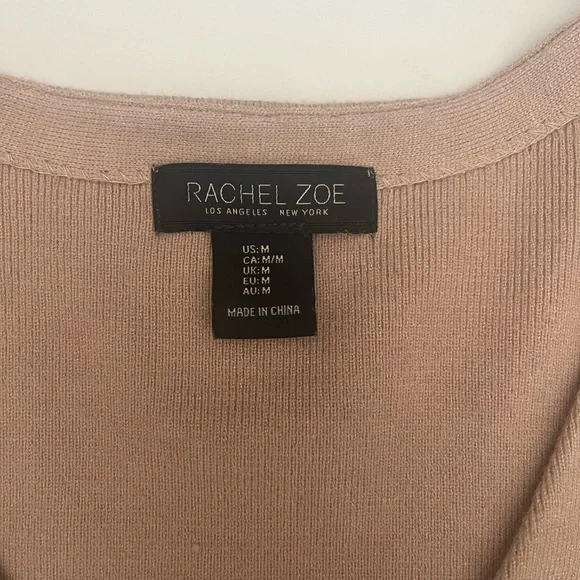 RACHEL ZOE
LOS ANGELES NEW YORK
US: M
CA: M/M
UK: M
EU: M
AU: M
MADE IN CHINA